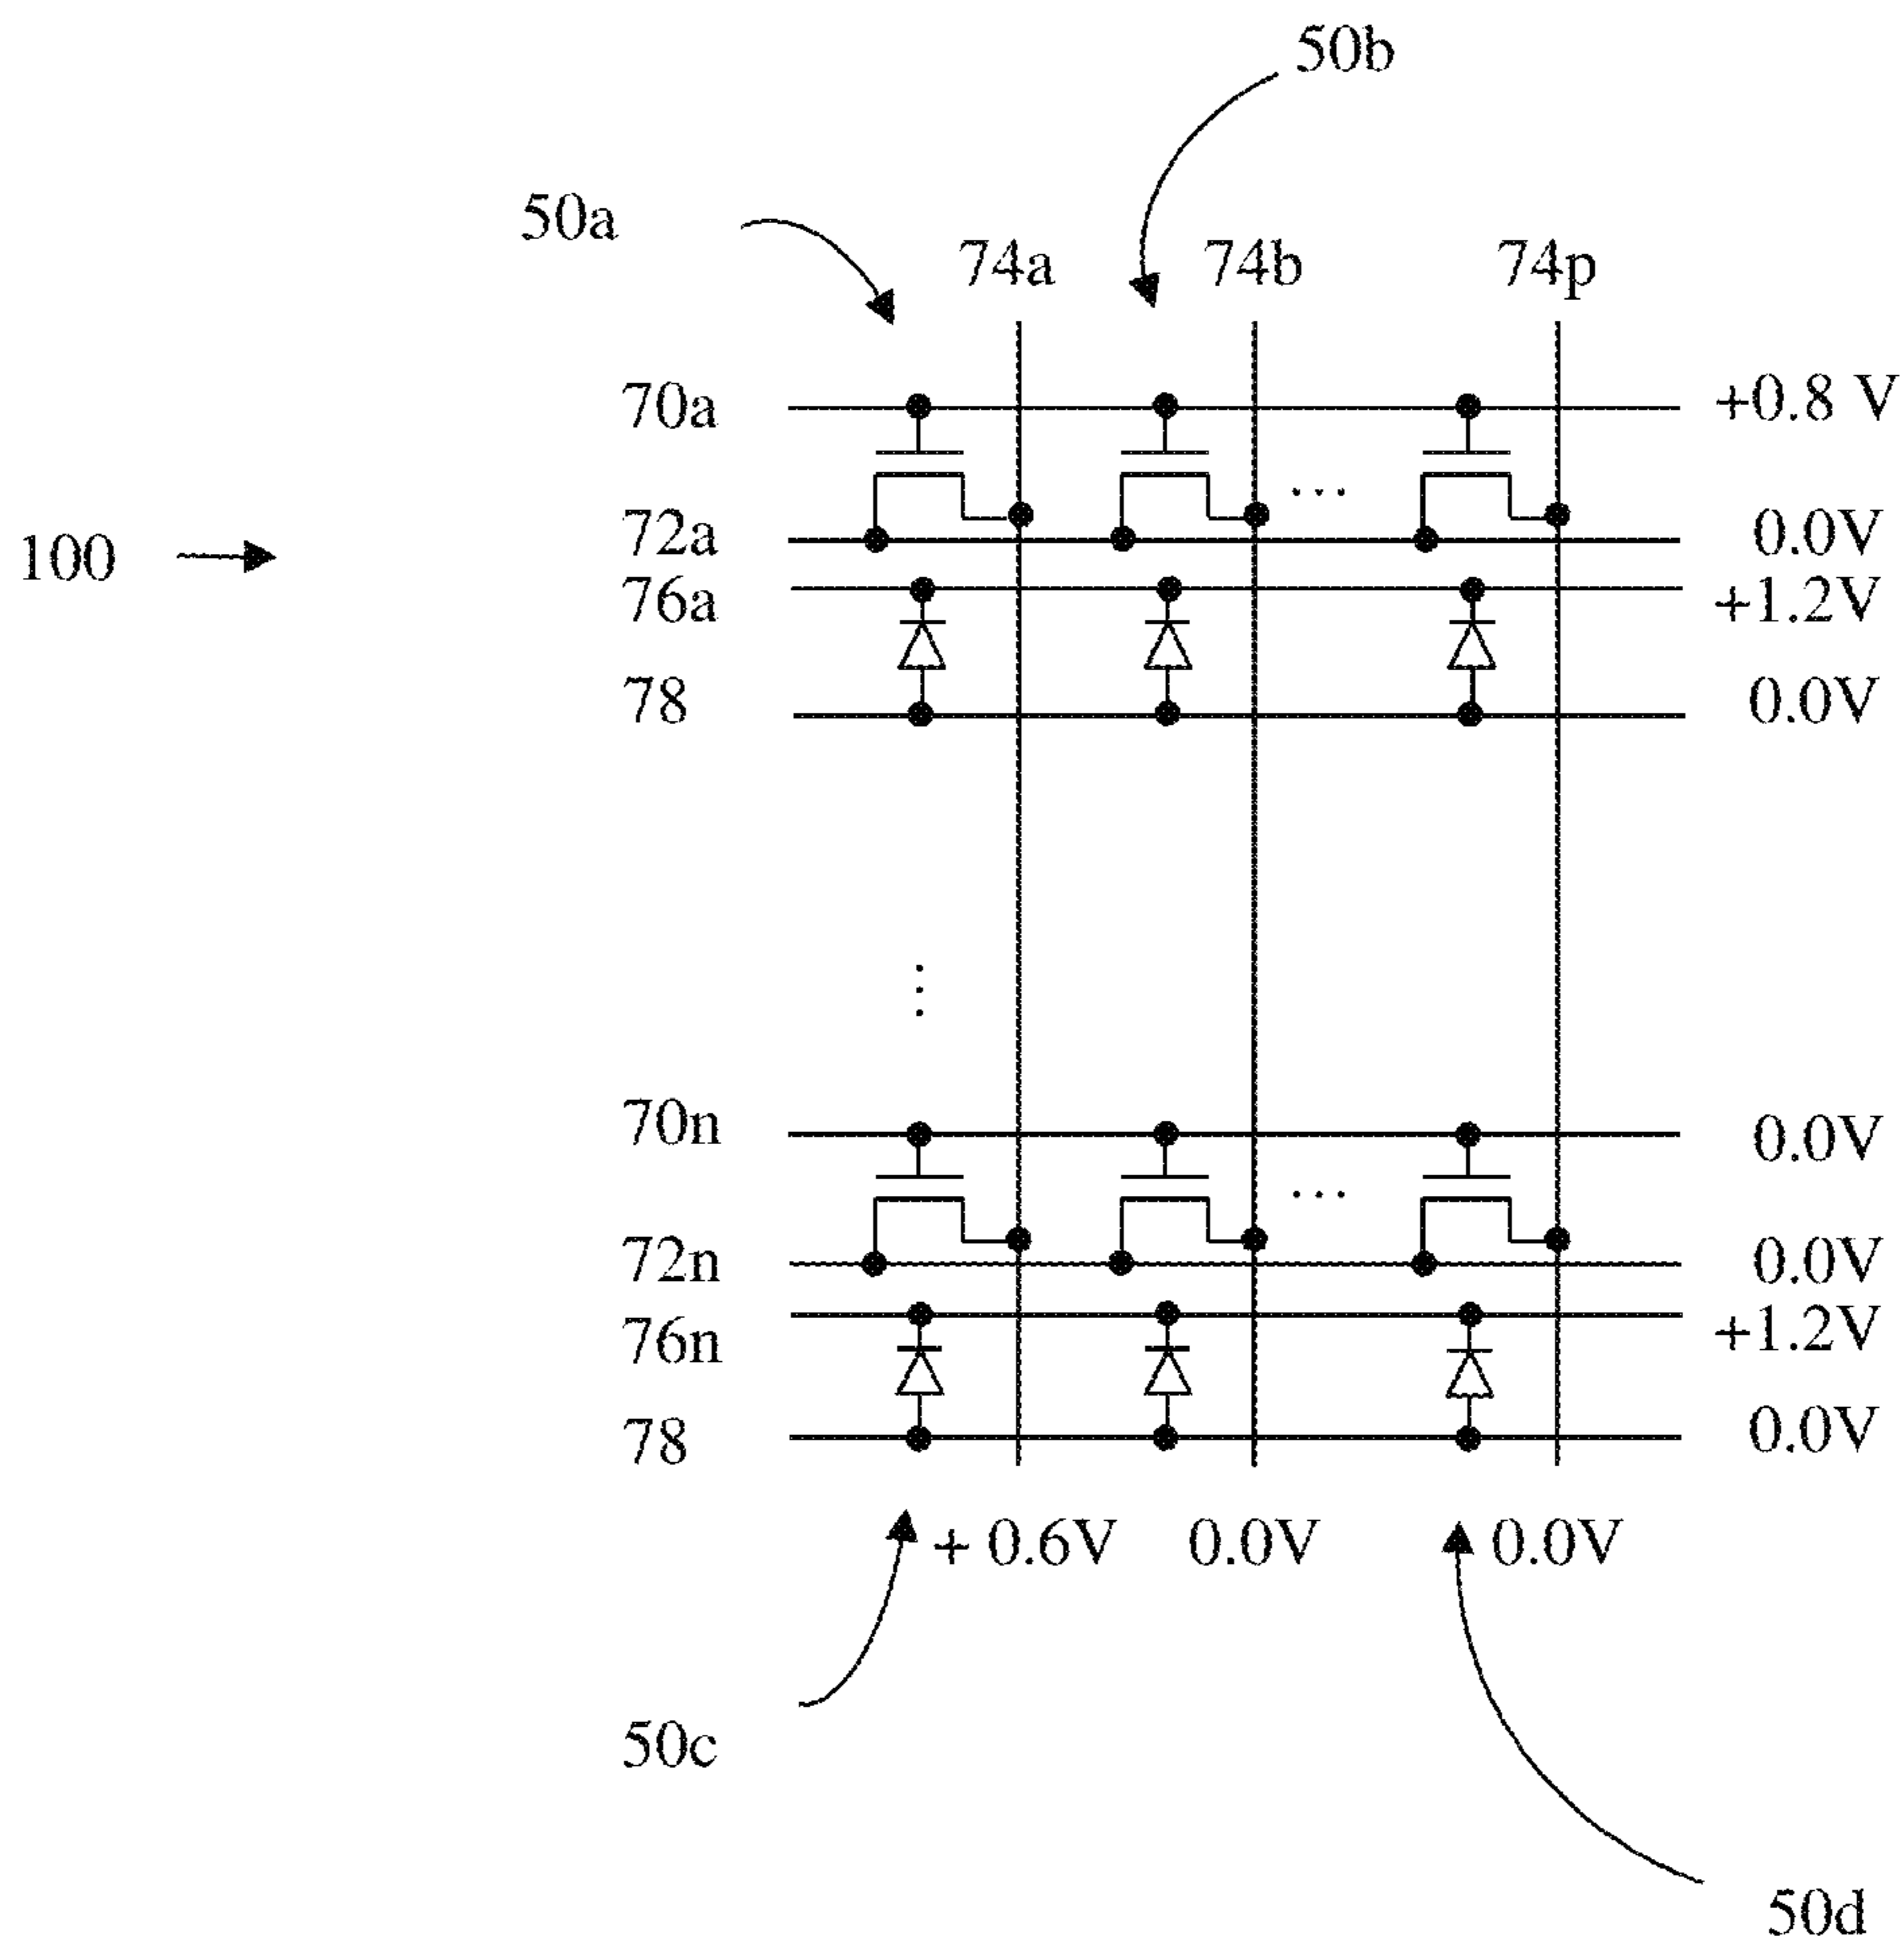 50b
50a
74a 74b 74p
70a +0.8 V
...
72a 0.0V
100
76a +1.2V
78 0.0V
⋮
70n 0.0V
...
72n 0.0V
76n +1.2V
78 0.0V
+ 0.6V 0.0V 0.0V
50c
50d